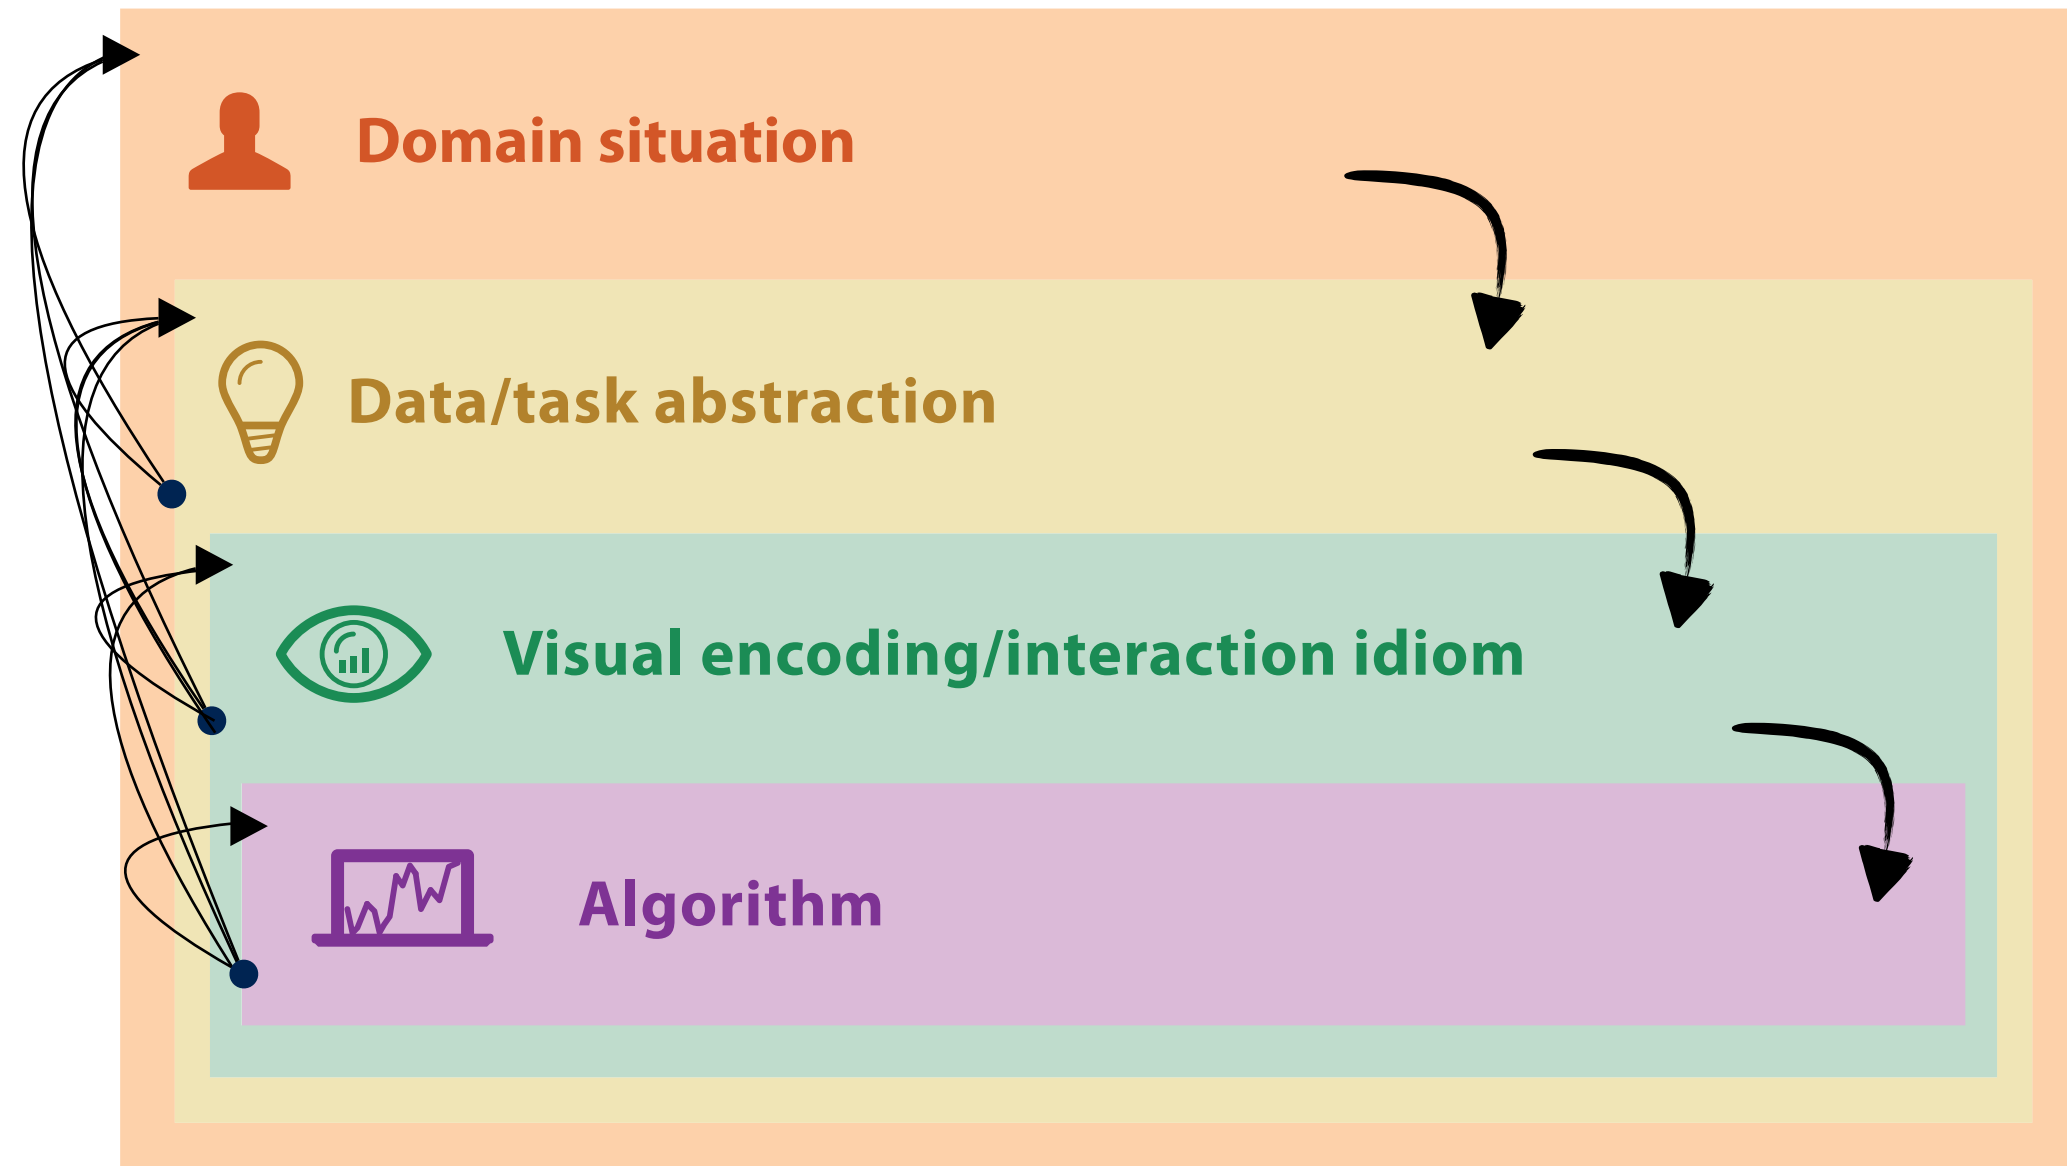 Domain situation
Data/task abstraction
Visual encoding/interaction idiom
Algorithm